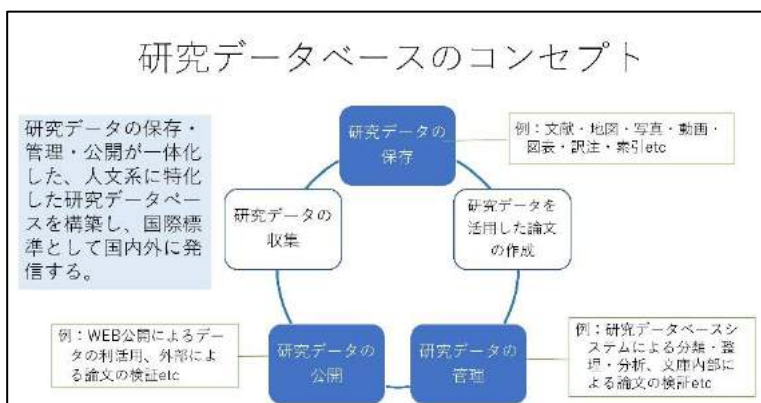 研究データベースのコンセプト
研究データの保存・
管理・公開が一体化
した、人文系に特化
した研究データベー
スを構築し、国際標
準として国内外に発
信する。
研究データの
保存
例：文献・地図・写真・動画・
図表・訳注・索引etc
研究データの
収集
研究データを
活用した論文
の作成
例：WEB公開によるデー
タの利活用、外部によ
る論文の検証etc
研究データの
公開
研究データの
管理
例：研究データベースシ
ステムによる分類・整
理・分析、文庫内部に
よる論文の検証etc